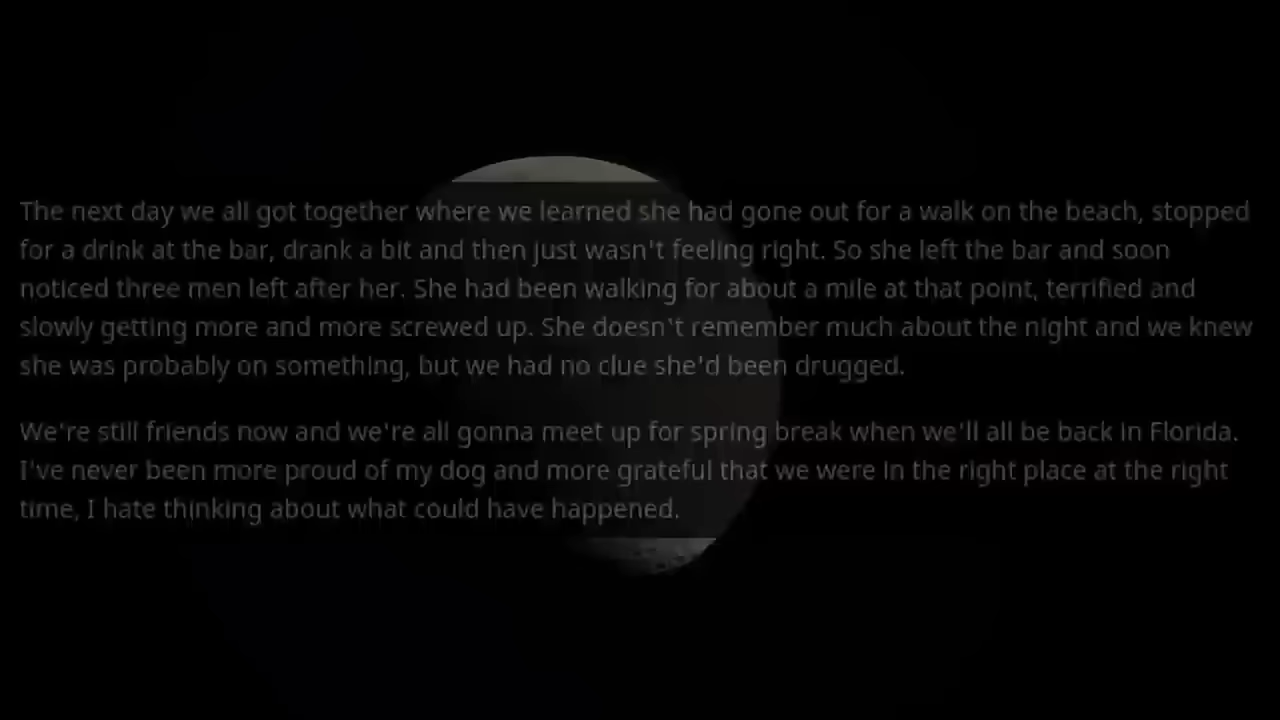 The next day we all got together where we learned she had gone out for a walk on the beach, stopped
for a drink at the bar, drank a bit and then just wasn't feeling right. So she left the bar and soon
noticed three men left after her. She had been walking for about a mile at that point, terrified and
slowly getting more and more screwed up. She doesn't remember much about the night and we knew
she was probably on something, but we had no clue she'd been drugged.
We're still friends now and we're all gonna meet up for spring break when we'll all be back in Florida.
I've never been more proud of my dog and more grateful that we were in the right place at the right
time, I hate thinking about what could have happened.